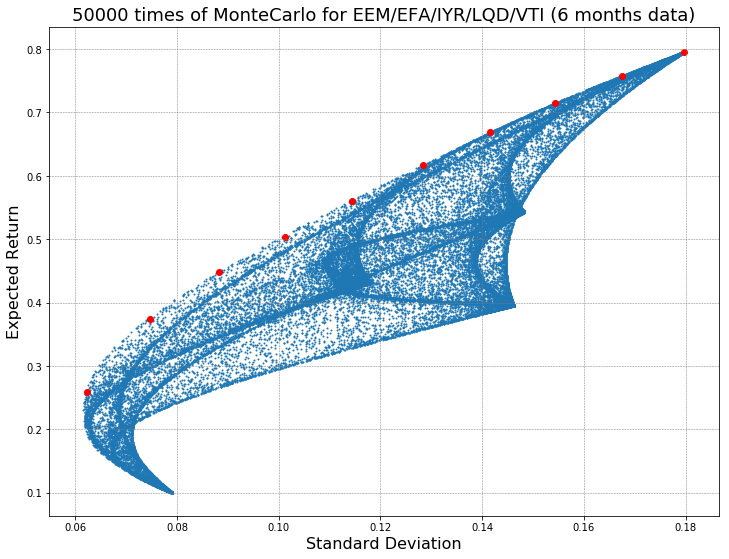 50000 times of MonteCarlo for EEM/EFA/IYR/LQD/VTI (6 months data)
Expected Return
0.8
0.7
0.6
0.5
0.4
0.3
0.2
0.1
0.06 0.08 0.10 0.12 0.14 0.16 0.18
Standard Deviation